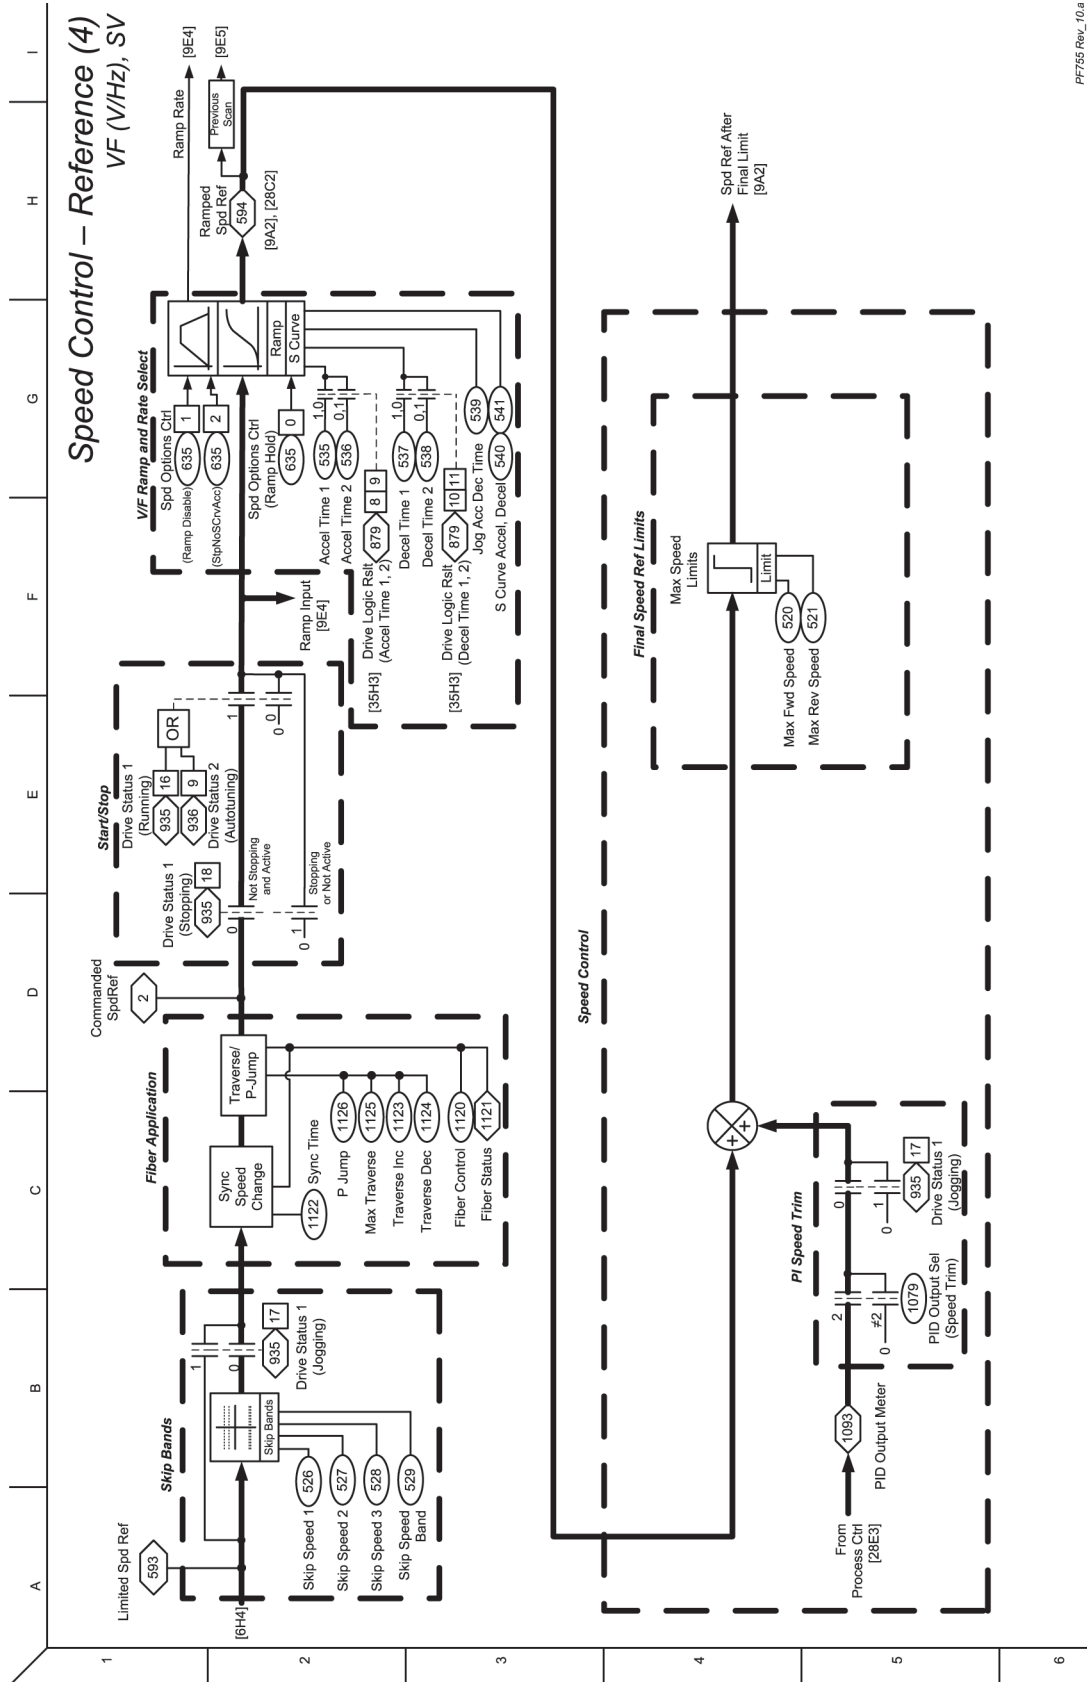 Speed Control – Reference (4)
VF (V/Hz), SV
A
B
C
D
E
F
G
H
I
1
2
3
4
5
6
Limited Spd Ref
593
[6H4]
Skip Bands
Skip Bands
Skip Speed 1
526
Skip Speed 2
527
Skip Speed 3
528
Skip Speed
Band
529
1
0
935
17
Drive Status 1
(Jogging)
Fiber Application
Sync
Speed
Change
Traverse/
P-Jump
1122
Sync Time
P Jump
1126
Max Traverse
1125
Traverse Inc
1123
Traverse Dec
1124
Fiber Control
1120
Fiber Status
1121
Commanded
SpdRef
2
Start/Stop
Drive Status 1
(Stopping)
935
18
0
Not Stopping
and Active
0
1
Stopping
or Not Active
Drive Status 1
(Running)
935
16
936
9
Drive Status 2
(Autotuning)
OR
1
0
0
Ramp Input
[9E4]
V/F Ramp and Rate Select
Spd Options Ctrl
(Ramp Disable)
635
1
(StpNoSCrvAcc)
635
2
Spd Options Ctrl
(Ramp Hold)
635
0
Ramp
S Curve
Accel Time 1
535
1,0
Accel Time 2
536
0,1
[35H3]
Drive Logic Rslt
(Accel Time 1, 2)
879
8
9
Decel Time 1
537
1,0
Decel Time 2
538
0,1
[35H3]
Drive Logic Rslt
(Decel Time 1, 2)
879
10
11
Jog Acc Dec Time
539
S Curve Accel, Decel
540
541
Ramp Rate
[9E4]
Ramped
Spd Ref
594
[9A2], [28C2]
Previous
Scan
[9E5]
Speed Control
From
Process Ctrl
[28E3]
1093
PID Output Meter
PI Speed Trim
2
≠2
0
1079
PID Output Sel
(Speed Trim)
0
1
0
935
17
Drive Status 1
(Jogging)
+
+
Final Speed Ref Limits
Max Speed
Limits
Limit
Max Fwd Speed
520
Max Rev Speed
521
Spd Ref After
Final Limit
[9A2]
PF755 Rev_10.a